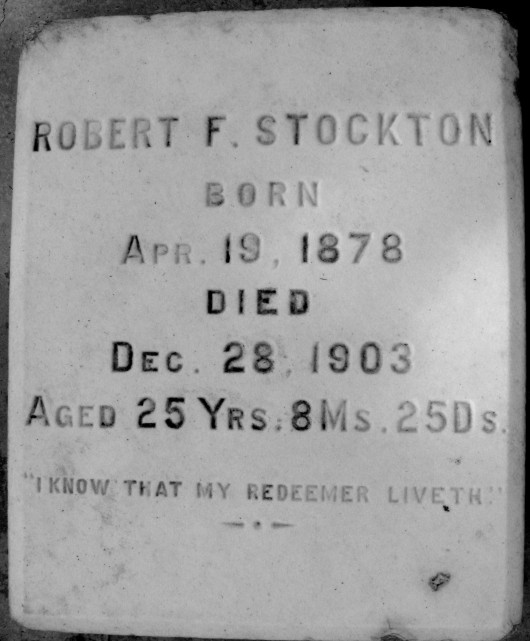 ROBERT F. STOCKTON
BORN
APR. 19, 1878
DIED
DEC. 28, 1903
AGED 25 YRS. 8 MS. 25 DS.
"I KNOW THAT MY REDEEMER LIVETH."